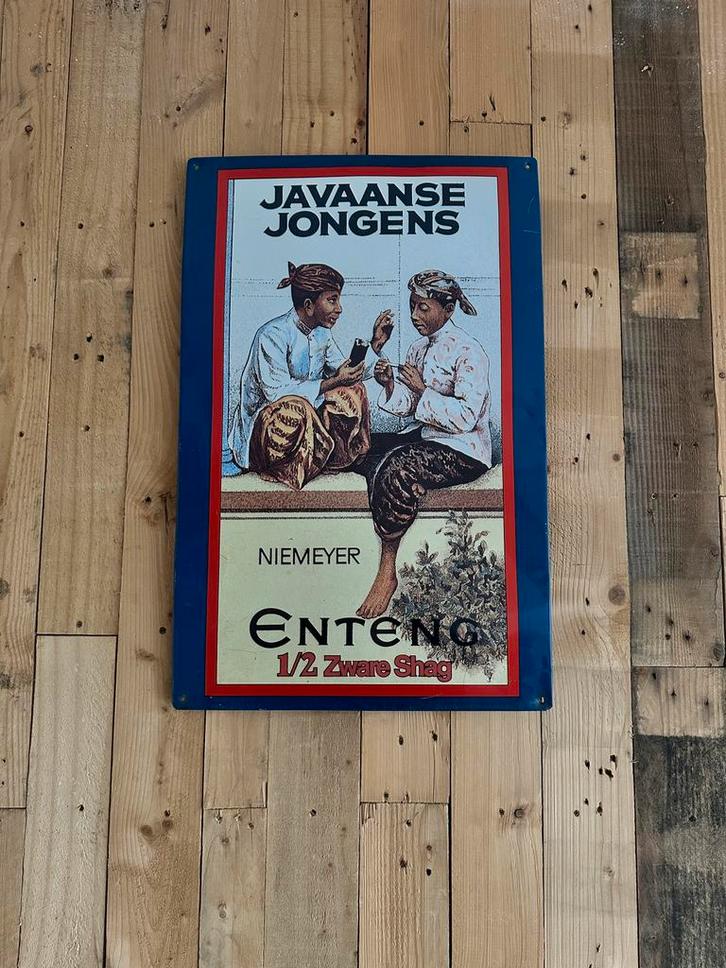 JAVAANSE
JONGENS
NIEMEYER
ENTENG
1/2 Zware Shag